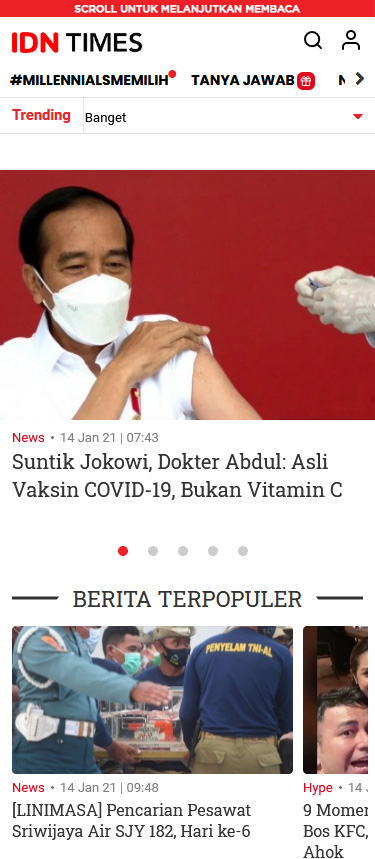 SCROLL UNTUK MELANJUTKAN MEMBACA
IDN TIMES
#MILLENNIALSMEMILIH TANYA JAWAB
Trending Banget
News • 14 Jan 21 | 07:43
Suntik Jokowi, Dokter Abdul: Asli
Vaksin COVID-19, Bukan Vitamin C
BERITA TERPOPULER
PENYELAM TNI-AL
News • 14 Jan 21 | 09:48
[LINIMASA] Pencarian Pesawat
Sriwijaya Air SJY 182, Hari ke-6
Hype • 14
9 Momen
Bos KFC,
Ahok